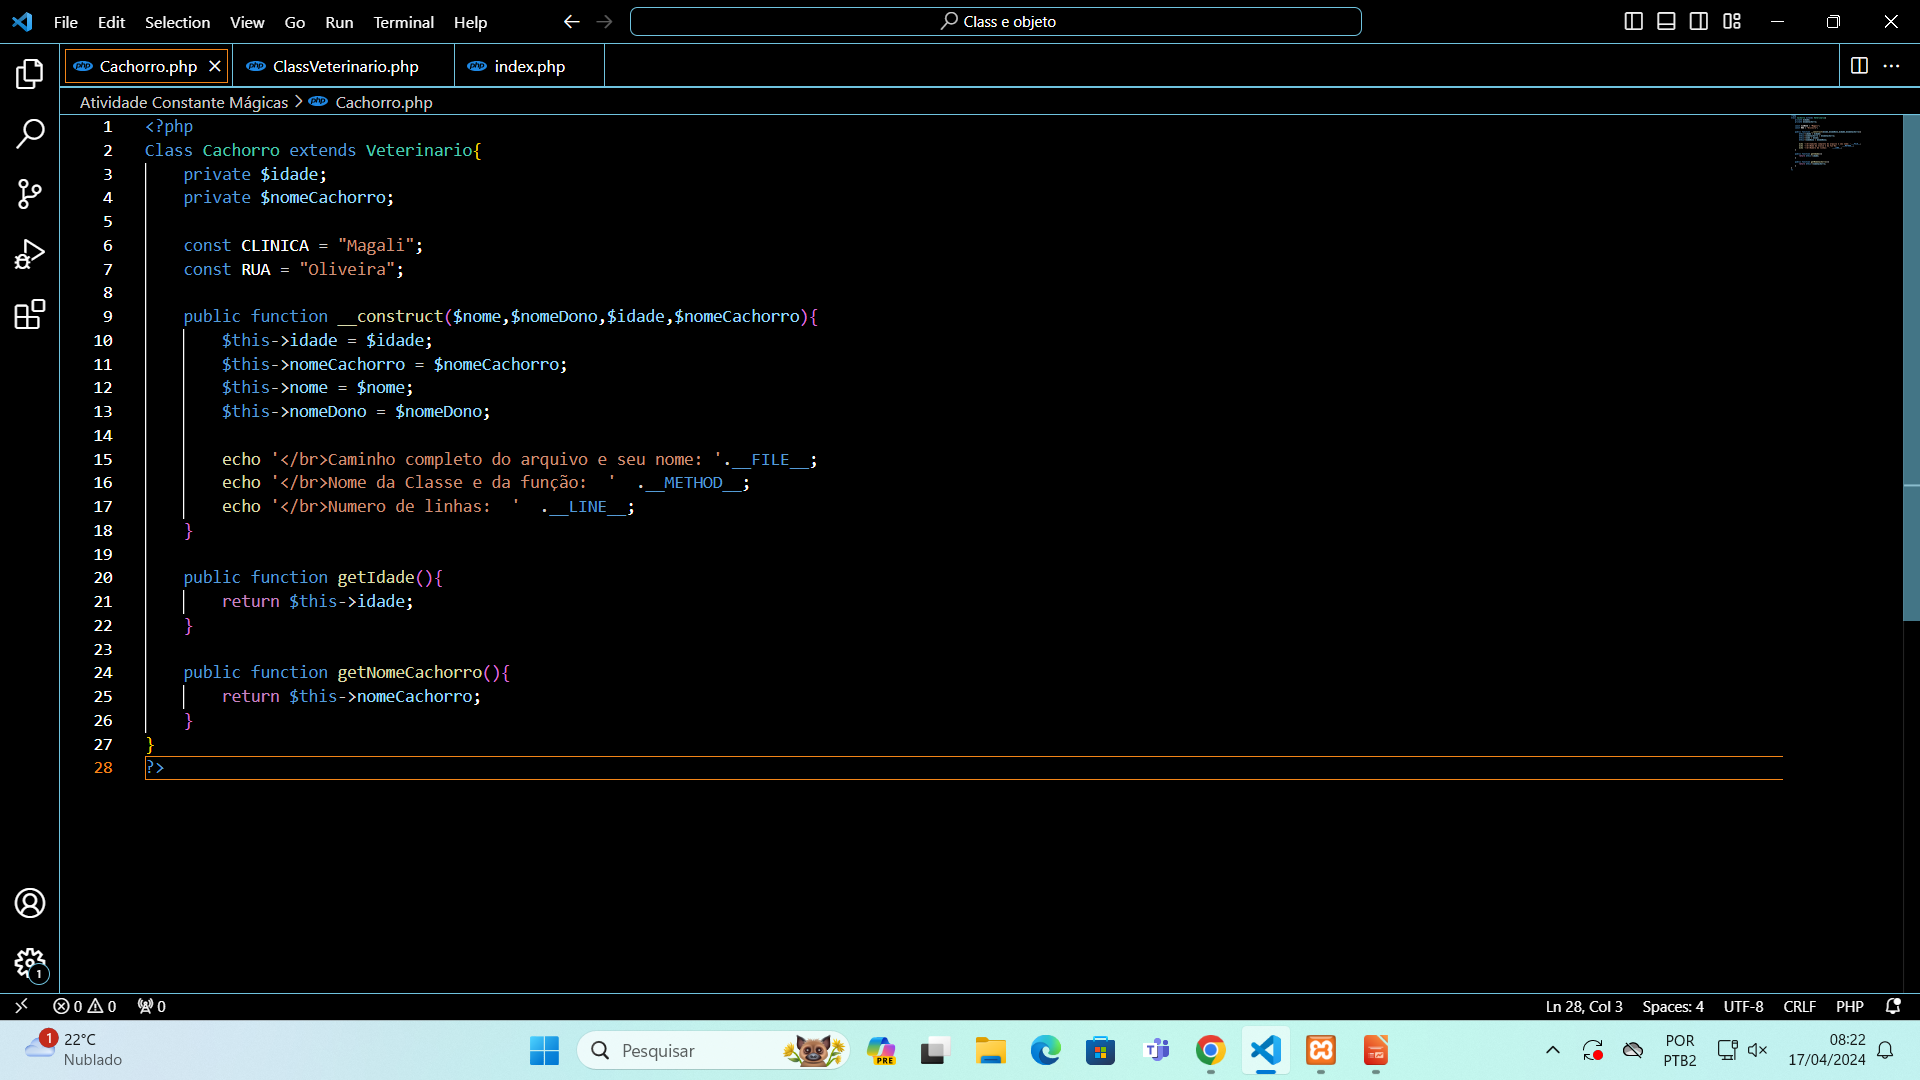 File Edit Selection View Go Run Terminal Help
Class e objeto
Cachorro.php
ClassVeterinario.php
index.php
Atividade Constante Mágicas > Cachorro.php
1 <?php
2 Class Cachorro extends Veterinario{
3 private $idade;
4 private $nomeCachorro;
5
6 const CLINICA = "Magali";
7 const RUA = "Oliveira";
8
9 public function __construct($nome,$nomeDono,$idade,$nomeCachorro){
10 $this->idade = $idade;
11 $this->nomeCachorro = $nomeCachorro;
12 $this->nome = $nome;
13 $this->nomeDono = $nomeDono;
14
15 echo '</br>Caminho completo do arquivo e seu nome: '.__FILE__;
16 echo '</br>Nome da Classe e da função:  '  .__METHOD__;
17 echo '</br>Numero de linhas:  '  .__LINE__;
18 }
19
20 public function getIdade(){
21 return $this->idade;
22 }
23
24 public function getNomeCachorro(){
25 return $this->nomeCachorro;
26 }
27 }
28 ?>
1
0 0 0
Ln 28, Col 3 Spaces: 4 UTF-8 CRLF PHP
1
22°C
Nublado
Pesquisar
PRE
POR
PTB2
08:22
17/04/2024